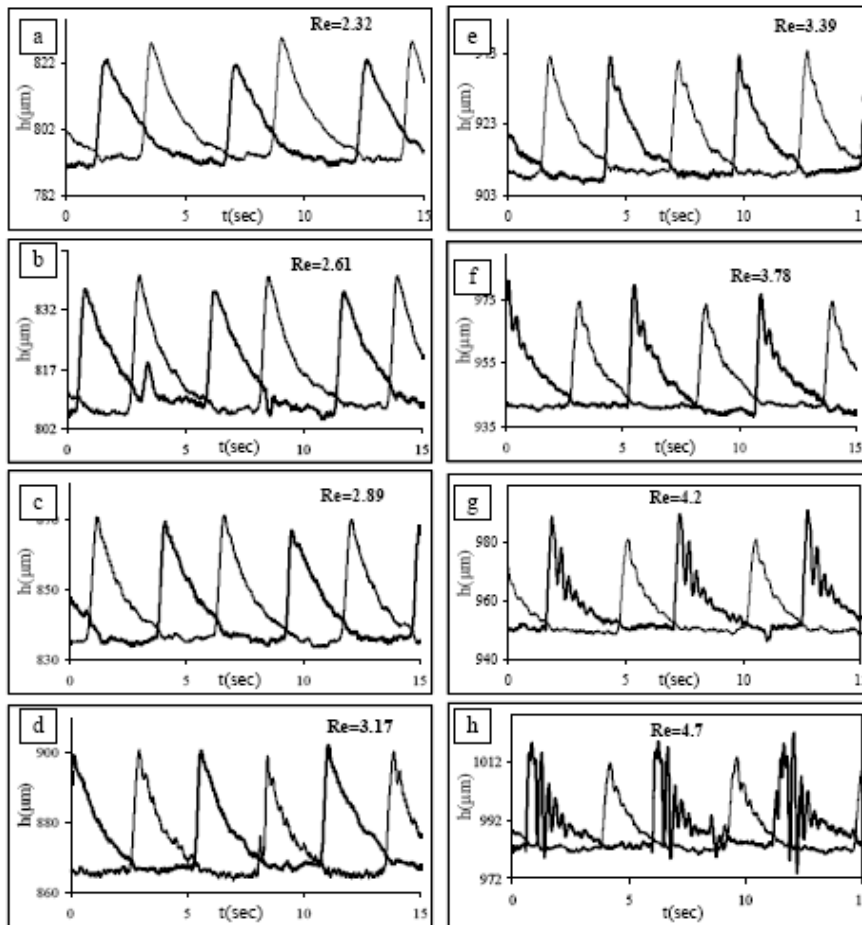 a
Re=2.32
h(μm)
822
802
782
0
5
10
15
t(sec)
b
Re=2.61
h(μm)
832
817
802
0
5
10
15
t(sec)
c
Re=2.89
h(μm)
850
830
0
5
10
15
t(sec)
d
Re=3.17
h(μm)
900
880
860
0
5
10
15
t(sec)
e
Re=3.39
h(μm)
923
903
0
5
10
15
t(sec)
f
Re=3.78
h(μm)
975
955
935
0
5
10
15
t(sec)
g
Re=4.2
h(μm)
980
960
940
0
5
10
15
t(sec)
h
Re=4.7
h(μm)
1012
992
972
0
5
10
15
t(sec)